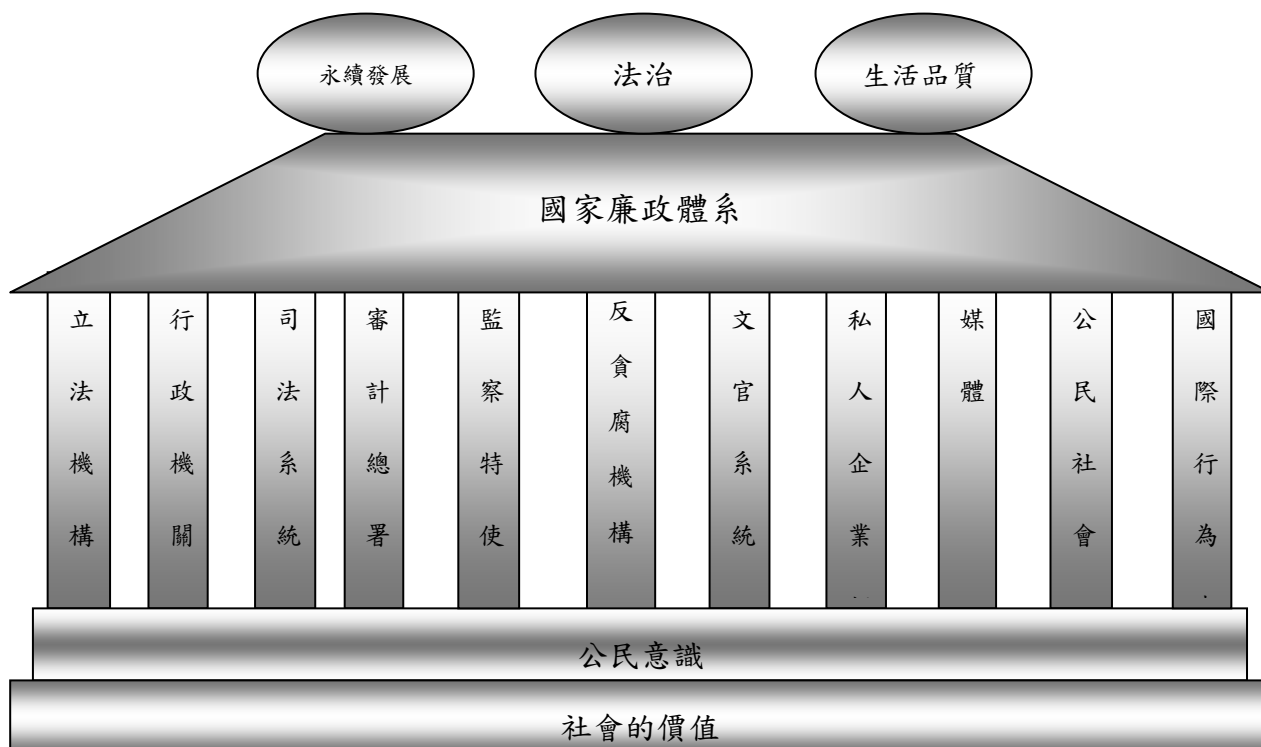 永續發展
法治
生活品質
國家廉政體系
立法機構
行政機關
司法系統
審計總署
監察特使
反貪腐機構
文官系統
私人企業
媒體
公民社會
國際行為
公民意識
社會的價值